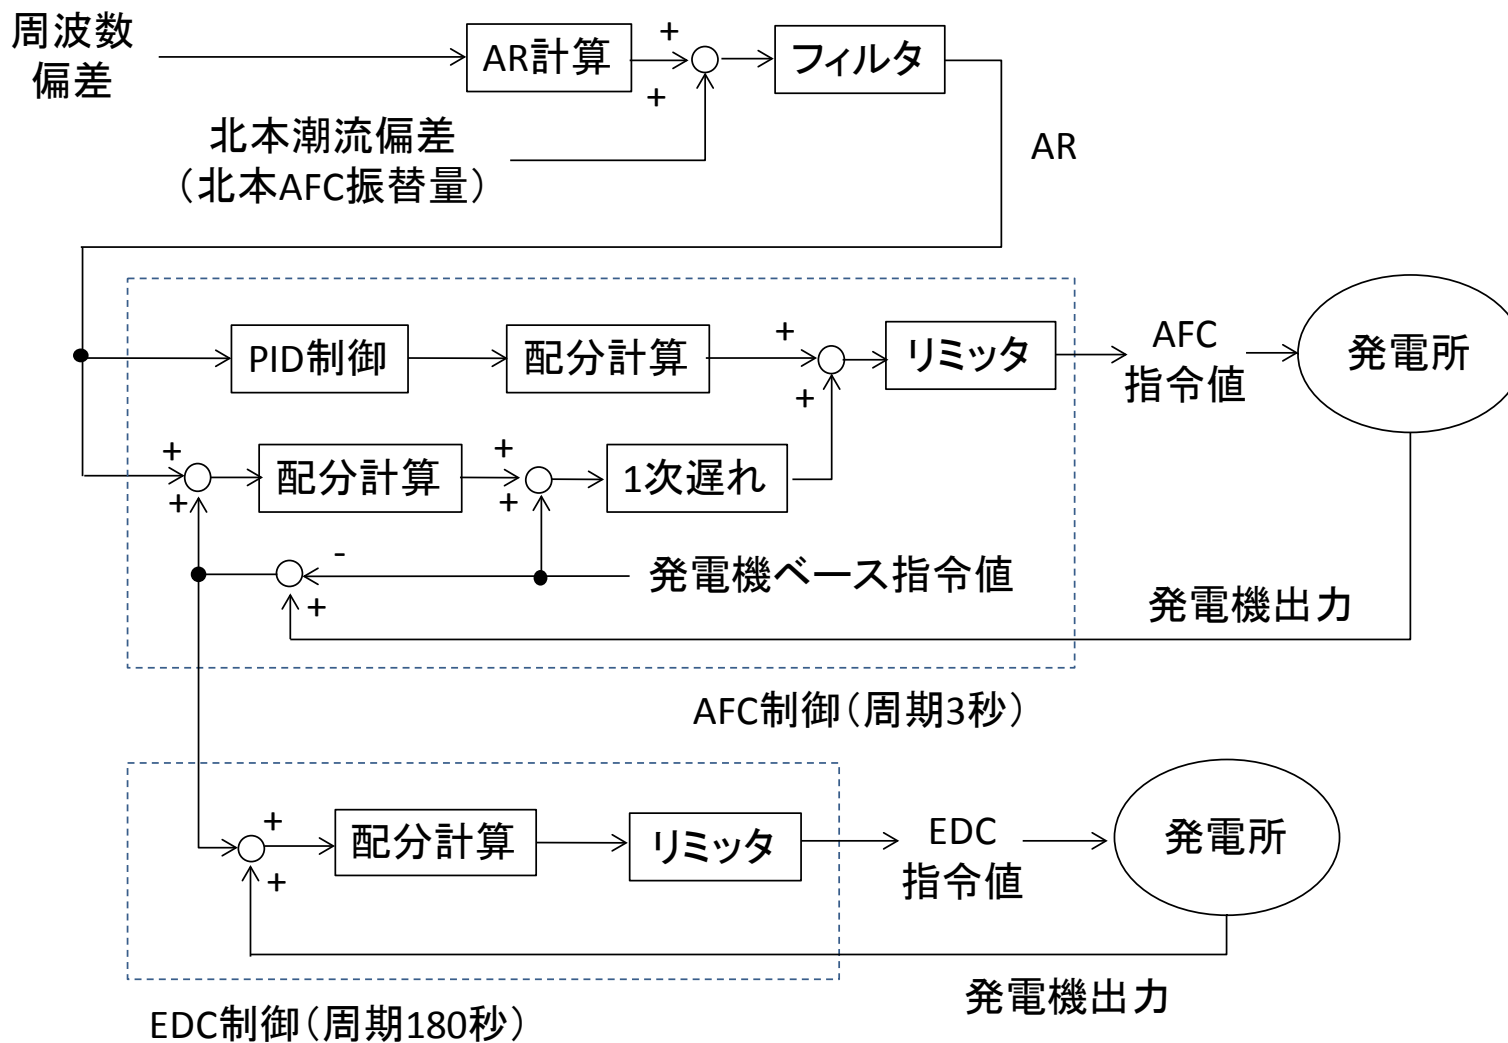 周波数
偏差
AR計算
+
+
フィルタ
北本潮流偏差
（北本AFC振替量）
AR
PID制御
配分計算
+
+
リミッタ
AFC
指令値
発電所
+
+
配分計算
+
+
1次遅れ
-
+
発電機ベース指令値
発電機出力
AFC制御（周期3秒）
+
+
配分計算
リミッタ
EDC
指令値
発電所
発電機出力
EDC制御（周期180秒）